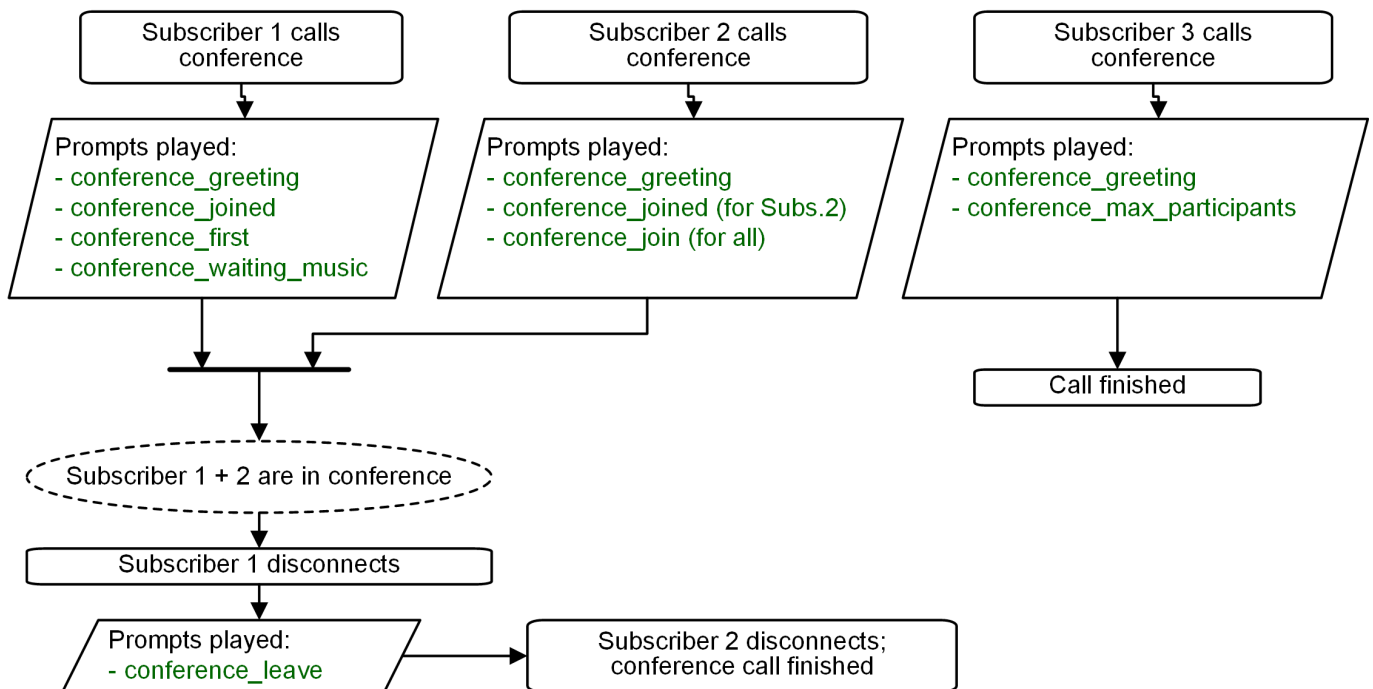 Subscriber 1 calls
conference
Subscriber 2 calls
conference
Subscriber 3 calls
conference
Prompts played:
- conference_greeting
- conference_joined
- conference_first
- conference_waiting_music
Prompts played:
- conference_greeting
- conference_joined (for Subs.2)
- conference_join (for all)
Prompts played:
- conference_greeting
- conference_max_participants
Call finished
Subscriber 1 + 2 are in conference
Subscriber 1 disconnects
Prompts played:
- conference_leave
Subscriber 2 disconnects;
conference call finished